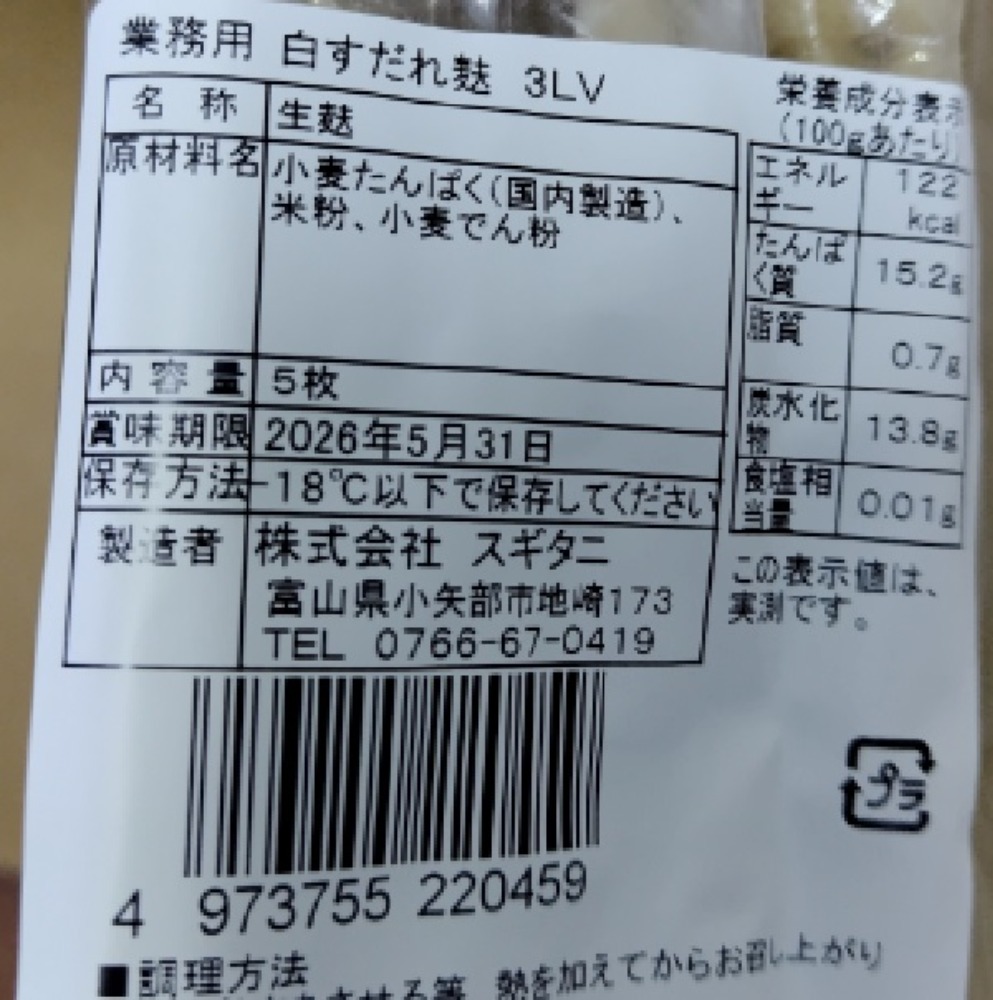 業務用 白すだれ麩 3LV
名称 生麩
原材料名 小麦たんぱく(国内製造)、
米粉、小麦でん粉
内容量 5枚
賞味期限 2026年5月31日
保存方法 -18℃以下で保存してください
製造者 株式会社 スギタニ
富山県小矢部市地崎173
TEL 0766-67-0419
栄養成分表示
(100gあたり)
エネル
ギー
122
kcal
たんぱ
く質
15.2g
脂質
0.7g
炭水化
物
13.8g
食塩相
当量
0.01g
この表示値は、
実測です。
プラ
4 973755 220459
■調理方法
熱を加えてからお召し上がり